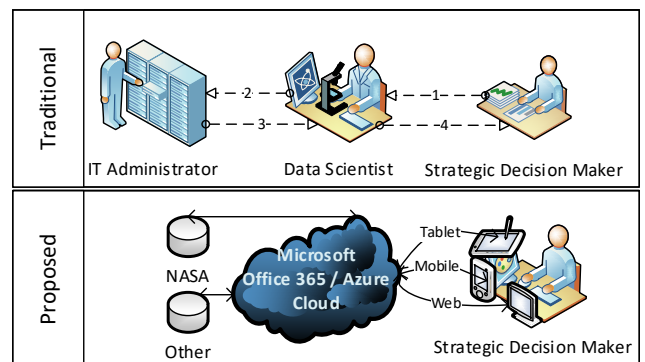 Traditional
2
1
3
4
IT Administrator
Data Scientist
Strategic Decision Maker
Proposed
NASA
Other
Microsoft
Office 365 / Azure
Cloud
Tablet
Mobile
Web
Strategic Decision Maker